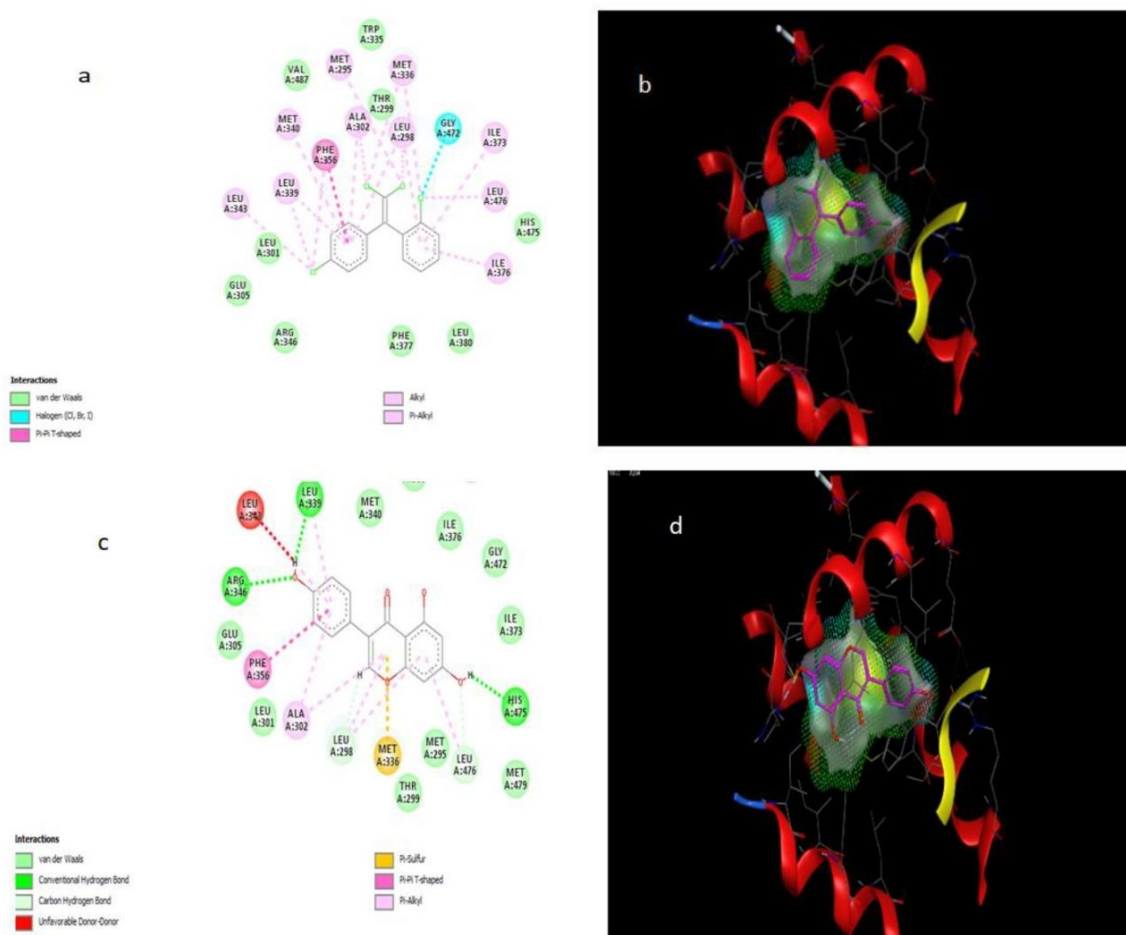 a
TRP
A:335
MET
A:295
MET
A:336
VAL
A:487
THR
A:299
ALA
A:302
MET
A:340
LEU
A:298
GLY
A:472
ILE
A:373
PHE
A:356
LEU
A:339
LEU
A:343
LEU
A:476
HIS
A:475
LEU
A:301
ILE
A:376
GLU
A:305
ARG
A:346
PHE
A:377
LEU
A:380
Cl
Cl
Cl
Cl
Interactions
van der Waals
Halogen (Cl, Br, I)
Pi-Pi T-shaped
Alkyl
Pi-Alkyl
b
c
LEU
LEU
A:339
MET
A:340
ILE
A:376
GLY
A:472
ARG
A:346
H
O
O
O
GLU
A:305
ILE
A:373
PHE
A:356
H
O
O
H
HIS
A:475
LEU
A:301
ALA
A:302
LEU
A:298
MET
A:336
MET
A:295
LEU
A:476
THR
A:299
MET
A:479
Interactions
van der Waals
Conventional Hydrogen Bond
Carbon Hydrogen Bond
Unfavorable Donor-Donor
Pi-Sulfur
Pi-Pi T-shaped
Pi-Alkyl
d